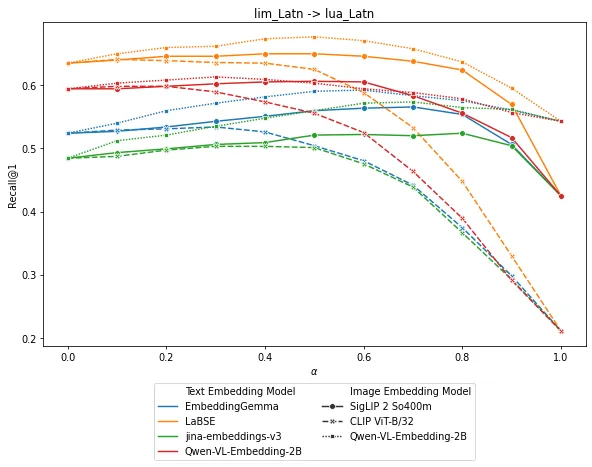 lim_Latn -> lua_Latn
Recall@1
0.6
0.5
0.4
0.3
0.2
0.0 0.2 0.4 0.6 0.8 1.0
α
Text Embedding Model Image Embedding Model
EmbeddingGemma SigLIP 2 So400m
LaBSE CLIP ViT-B/32
jina-embeddings-v3 Qwen-VL-Embedding-2B
Qwen-VL-Embedding-2B